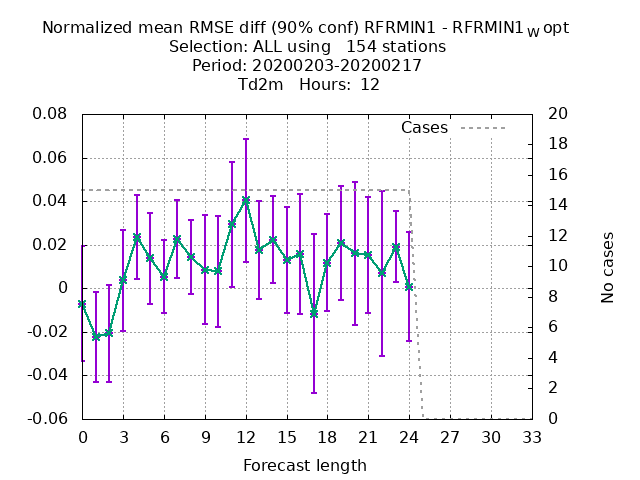 Normalized mean RMSE diff (90% conf) RFRMIN1 - RFRMIN1W opt
Selection: ALL using 154 stations
Period: 20200203-20200217
Td2m Hours: 12
Cases
0.08
0.06
0.04
0.02
0
-0.02
-0.04
-0.06
20
18
16
14
12
10
8
6
4
2
0
No cases
0 3 6 9 12 15 18 21 24 27 30 33
Forecast length